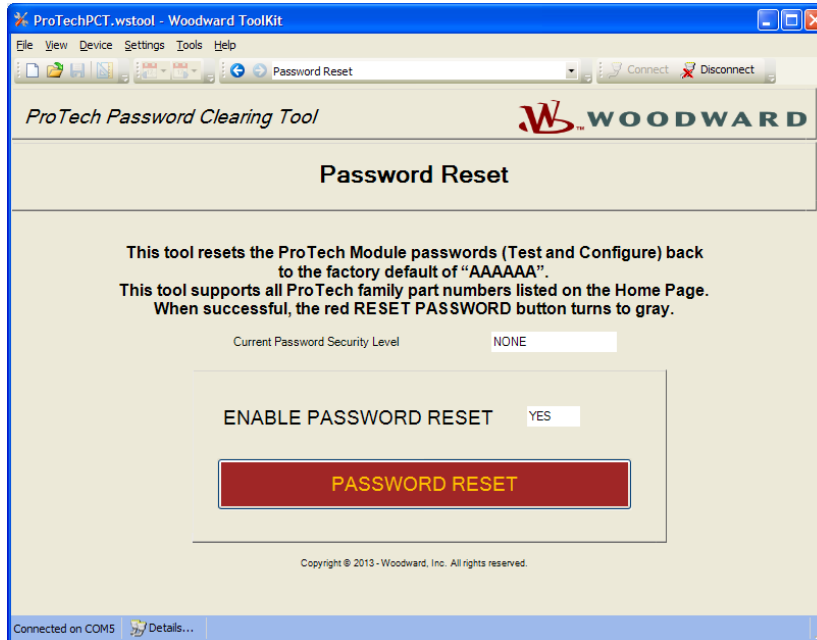 ProTechPCT.wstool - Woodward ToolKit
File View Device Settings Tools Help
Password Reset
Connect
Disconnect
ProTech Password Clearing Tool
WOODWARD
Password Reset
This tool resets the ProTech Module passwords (Test and Configure) back
to the factory default of “AAAAAA”.
This tool supports all ProTech family part numbers listed on the Home Page.
When successful, the red RESET PASSWORD button turns to gray.
Current Password Security Level NONE
ENABLE PASSWORD RESET YES
PASSWORD RESET
Copyright © 2013 - Woodward, Inc. All rights reserved.
Connected on COM5 Details...